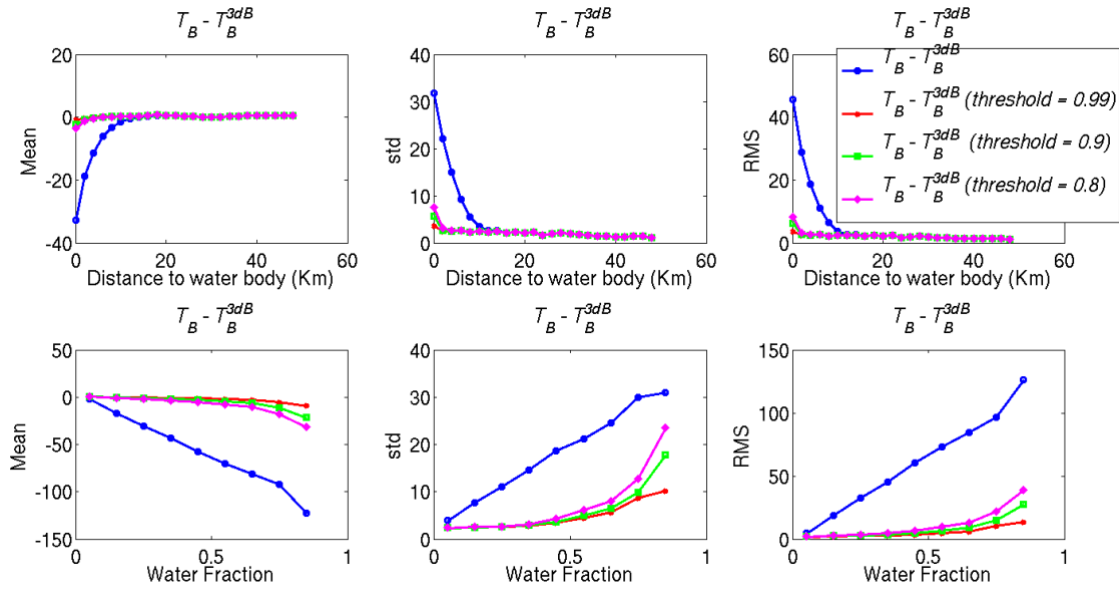 T_B - T_B^3dB
20
0
-20
-40
Mean
0 20 40 60
Distance to water body (Km)
T_B - T_B^3dB
40
30
20
10
0
std
0 20 40 60
Distance to water body (Km)
T_B - T_B^3dB
60
40
20
0
RMS
0 20 40 60
Distance to water body (Km)
T_B - T_B^3dB
T_B - T_B^3dB (threshold = 0.99)
T_B - T_B^3dB (threshold = 0.9)
T_B - T_B^3dB (threshold = 0.8)
T_B - T_B^3dB
50
0
-50
-100
-150
Mean
0 0.5 1
Water Fraction
T_B - T_B^3dB
40
30
20
10
0
std
0 0.5 1
Water Fraction
T_B - T_B^3dB
150
100
50
0
RMS
0 0.5 1
Water Fraction